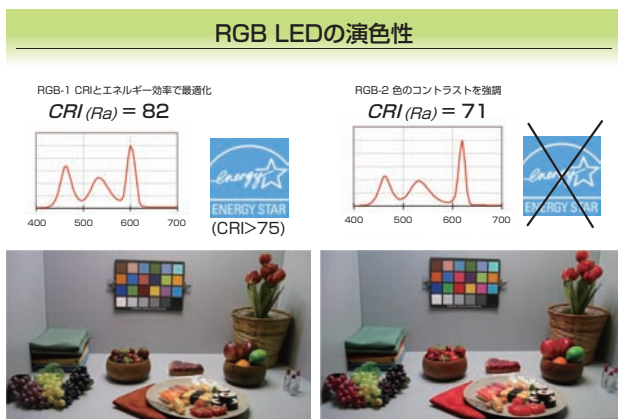 RGB LEDの演色性
RGB-1 CRIとエネルギー効率で最適化
CRI (Ra) = 82
400 500 600 700
energy
ENERGY STAR
(CRI>75)
RGB-2 色のコントラストを強調
CRI (Ra) = 71
400 500 600 700
energy
ENERGY STAR